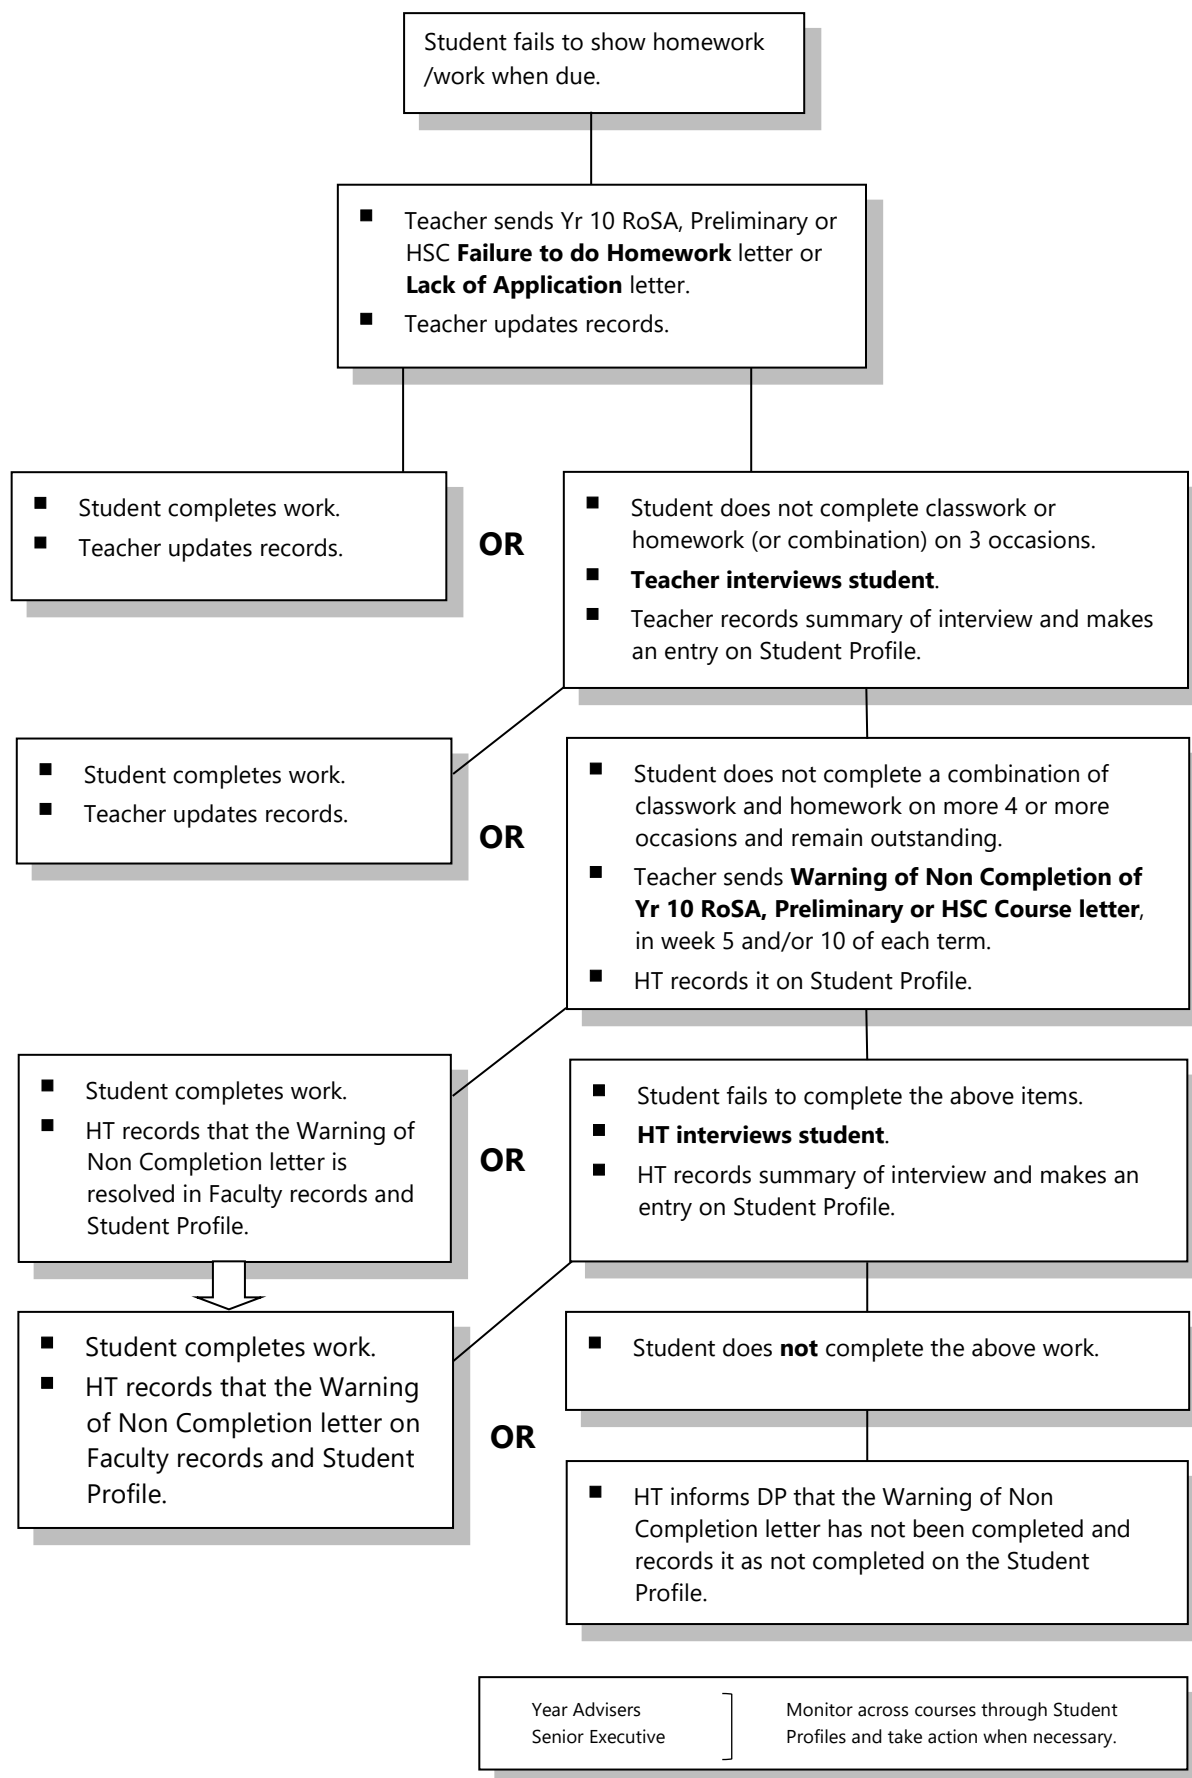 Student fails to show homework
/work when due.
■ Teacher sends Yr 10 RoSA, Preliminary or
HSC Failure to do Homework letter or
Lack of Application letter.
■ Teacher updates records.
■ Student completes work.
■ Teacher updates records.
OR
■ Student does not complete classwork or
homework (or combination) on 3 occasions.
■ Teacher interviews student.
■ Teacher records summary of interview and makes
an entry on Student Profile.
■ Student completes work.
■ Teacher updates records.
OR
■ Student does not complete a combination of
classwork and homework on more 4 or more
occasions and remain outstanding.
■ Teacher sends Warning of Non Completion of
Yr 10 RoSA, Preliminary or HSC Course letter,
in week 5 and/or 10 of each term.
■ HT records it on Student Profile.
■ Student completes work.
■ HT records that the Warning of
Non Completion letter is
resolved in Faculty records and
Student Profile.
OR
■ Student fails to complete the above items.
■ HT interviews student.
■ HT records summary of interview and makes an
entry on Student Profile.
■ Student completes work.
■ HT records that the Warning
of Non Completion letter on
Faculty records and Student
Profile.
OR
■ Student does not complete the above work.
■ HT informs DP that the Warning of Non
Completion letter has not been completed and
records it as not completed on the Student
Profile.
Year Advisers
Senior Executive
Monitor across courses through Student
Profiles and take action when necessary.